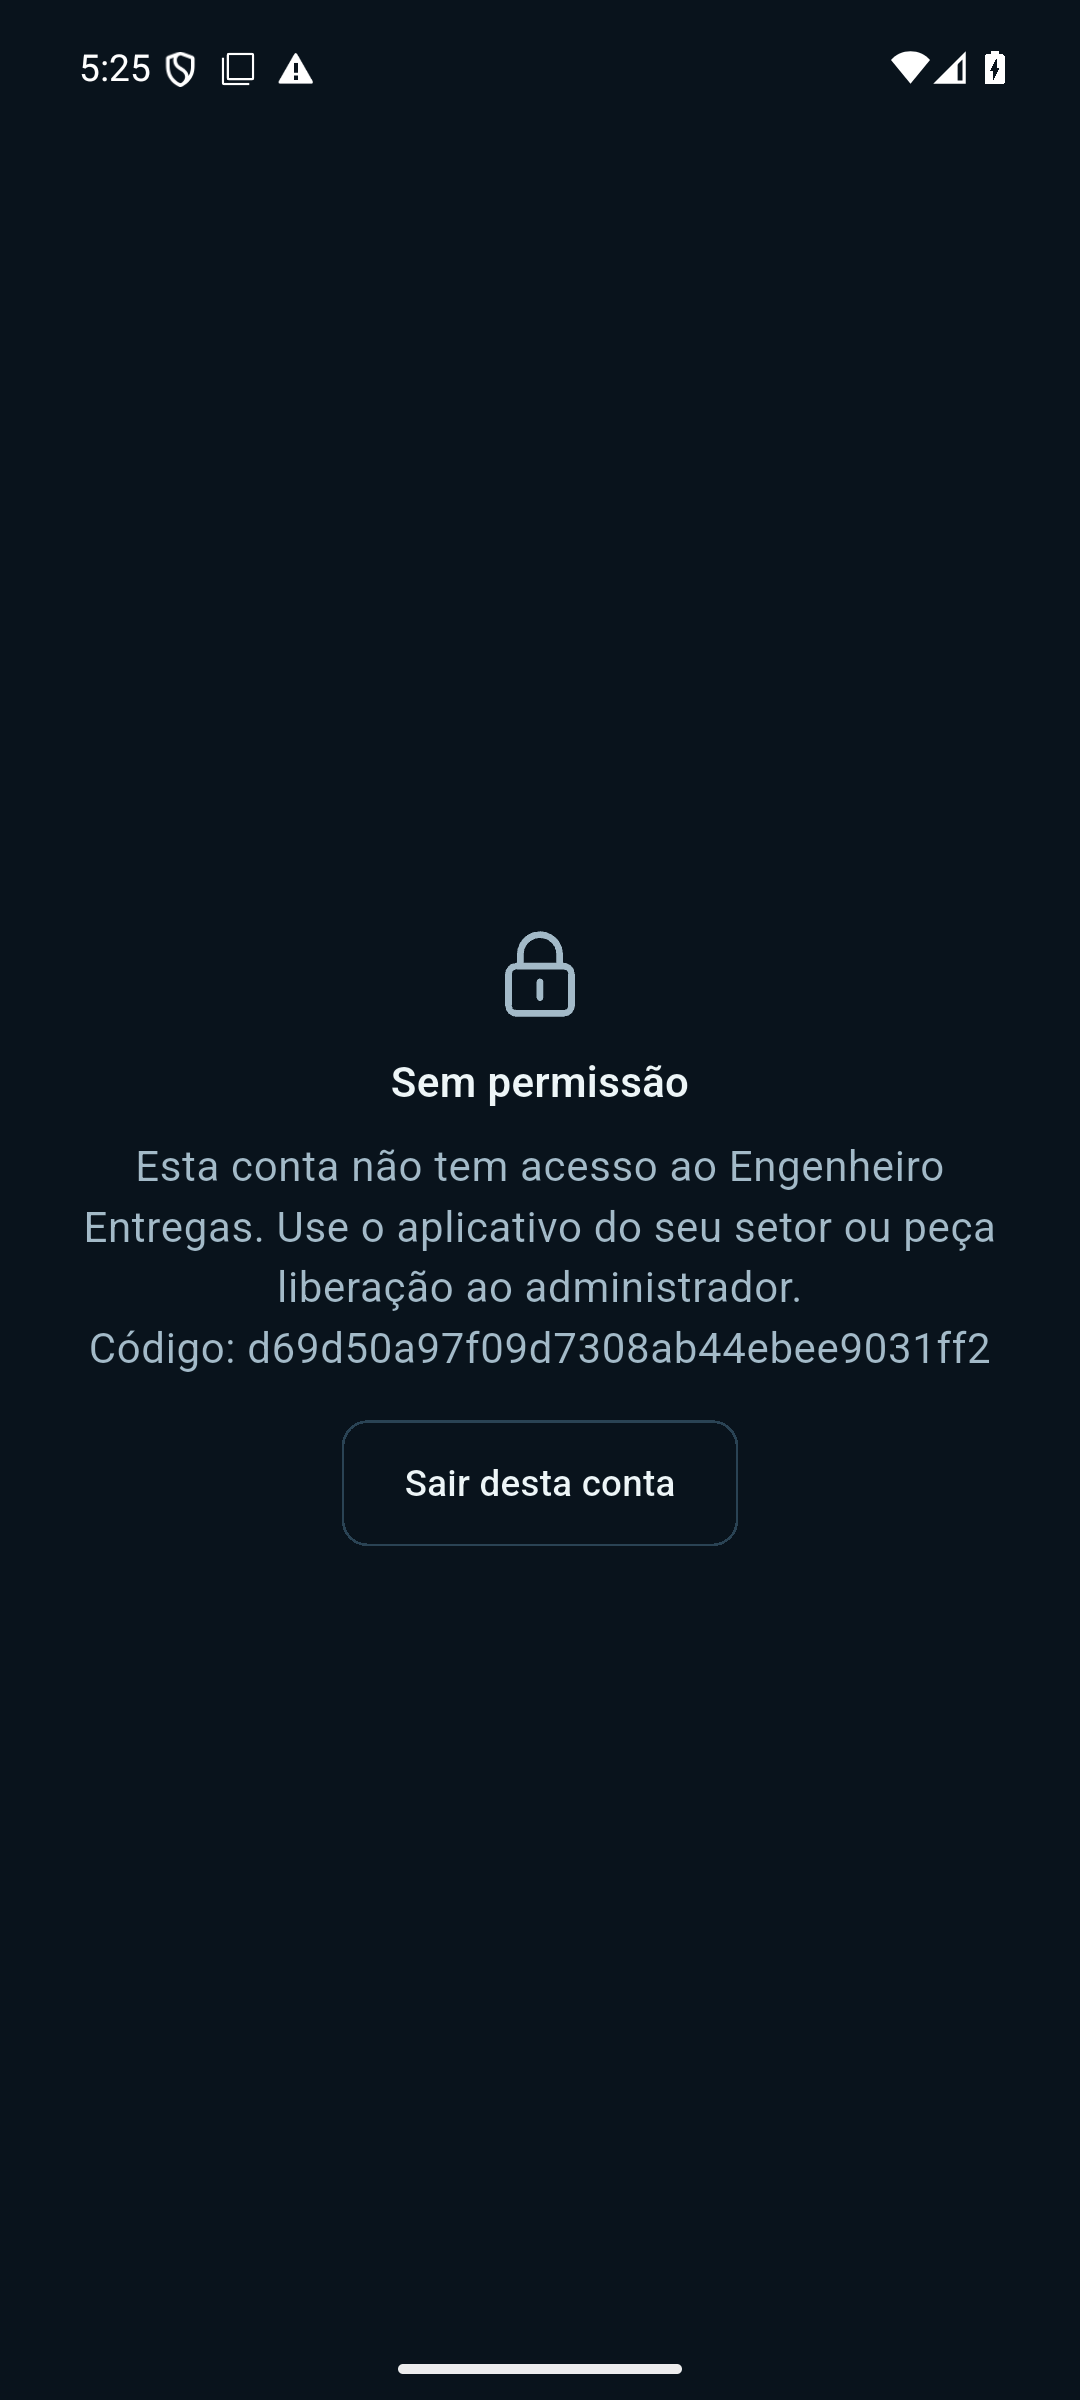 5:25
Sem permissão
Esta conta não tem acesso ao Engenheiro
Entregas. Use o aplicativo do seu setor ou peça
liberação ao administrador.
Código: d69d50a97f09d7308ab44ebee9031ff2
Sair desta conta